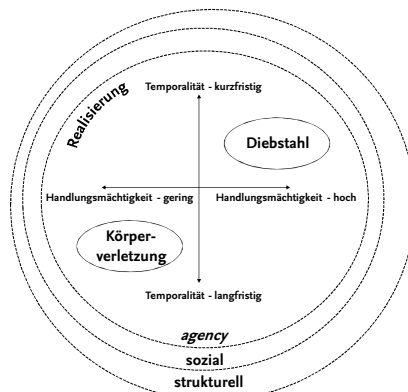 Realisierung
Temporalität - kurzfristig
Diebstahl
Handlungsmächtigkeit - gering
Handlungsmächtigkeit - hoch
Körper-
verletzung
Temporalität - langfristig
agency
sozial
strukturell